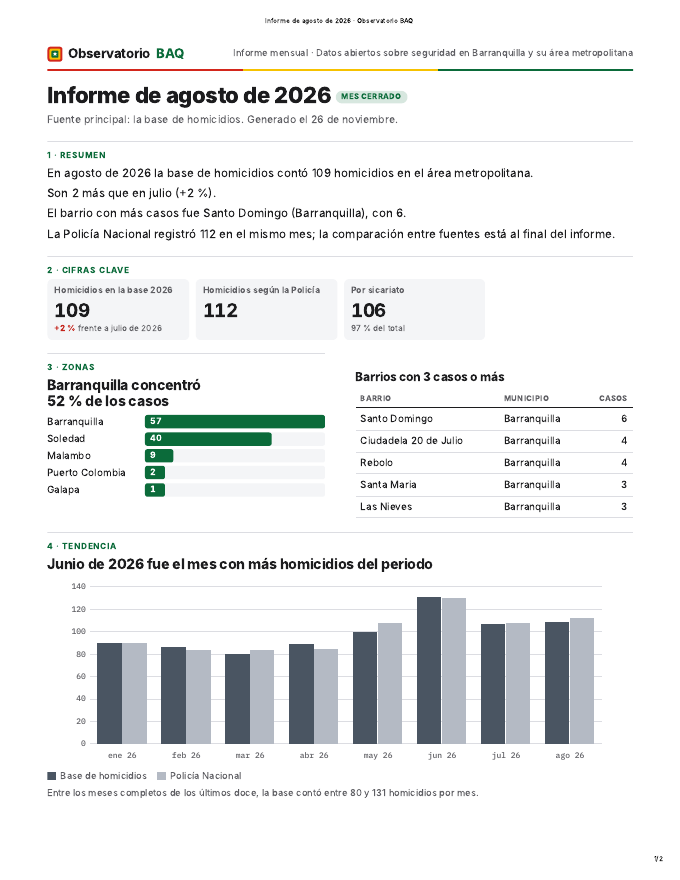 Informe de agosto de 2026 · Observatorio BAQ
Observatorio BAQ
Informe mensual · Datos abiertos sobre seguridad en Barranquilla y su área metropolitana
Informe de agosto de 2026 MES CERRADO
Fuente principal: la base de homicidios. Generado el 26 de noviembre.
1 · RESUMEN
En agosto de 2026 la base de homicidios contó 109 homicidios en el área metropolitana.
Son 2 más que en julio (+2 %).
El barrio con más casos fue Santo Domingo (Barranquilla), con 6.
La Policía Nacional registró 112 en el mismo mes; la comparación entre fuentes está al final del informe.
2 · CIFRAS CLAVE
Homicidios en la base 2026
109
+2 % frente a julio de 2026
Homicidios según la Policía
112
Por sicariato
106
97 % del total
3 · ZONAS
Barranquilla concentró
52 % de los casos
Barranquilla 57
Soledad 40
Malambo 9
Puerto Colombia 2
Galapa 1
Barrios con 3 casos o más
BARRIO MUNICIPIO CASOS
Santo Domingo Barranquilla 6
Ciudadela 20 de Julio Barranquilla 4
Rebolo Barranquilla 4
Santa Maria Barranquilla 3
Las Nieves Barranquilla 3
4 · TENDENCIA
Junio de 2026 fue el mes con más homicidios del periodo
140
120
100
80
60
40
20
0
ene 26 feb 26 mar 26 abr 26 may 26 jun 26 jul 26 ago 26
Base de homicidios Policía Nacional
Entre los meses completos de los últimos doce, la base contó entre 80 y 131 homicidios por mes.
1/2